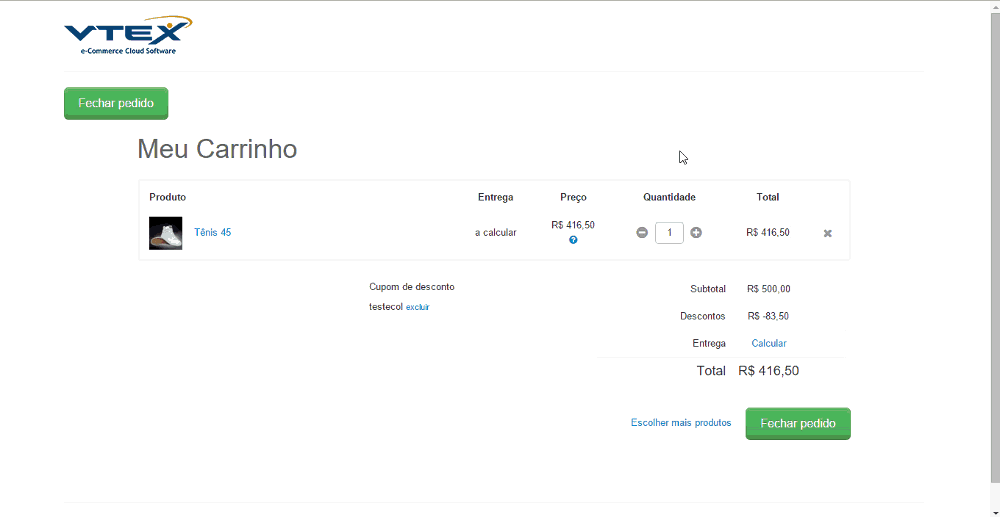 VTEX
e-Commerce Cloud Software
Fechar pedido
Meu Carrinho
Produto Entrega Preço Quantidade Total
Tênis 45 a calcular R$ 416,50 1 R$ 416,50
Cupom de desconto
testecol excluir
Subtotal R$ 500,00
Descontos R$ -83,50
Entrega Calcular
Total R$ 416,50
Escolher mais produtos Fechar pedido